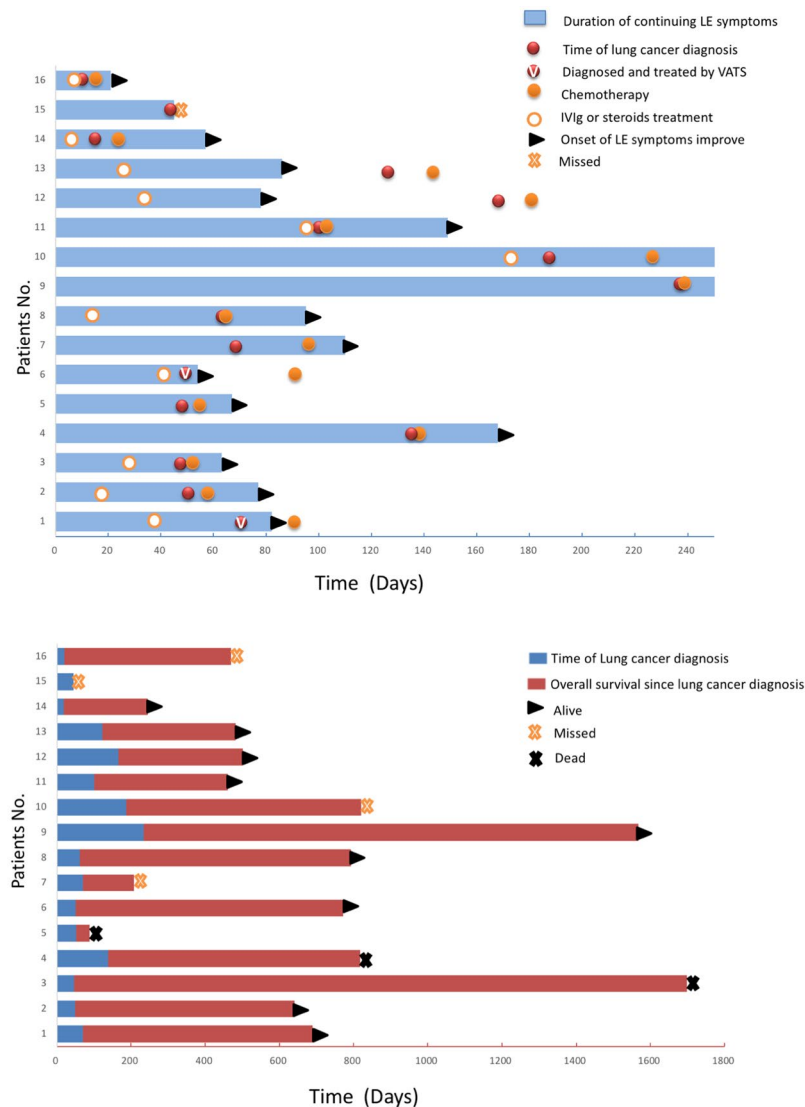 Duration of continuing LE symptoms
Time of lung cancer diagnosis
V Diagnosed and treated by VATS
Chemotherapy
IVIg or steroids treatment
Onset of LE symptoms improve
Missed
Patients No.
16
15
14
13
12
11
10
9
8
7
6 V
5
4
3
2
1 V
0 20 40 60 80 100 120 140 160 180 200 220 240
Time (Days)
Time of Lung cancer diagnosis
Overall survival since lung cancer diagnosis
Alive
Missed
Dead
Patients No.
16
15
14
13
12
11
10
9
8
7
6
5
4
3
2
1
0 200 400 600 800 1000 1200 1400 1600 1800
Time (Days)